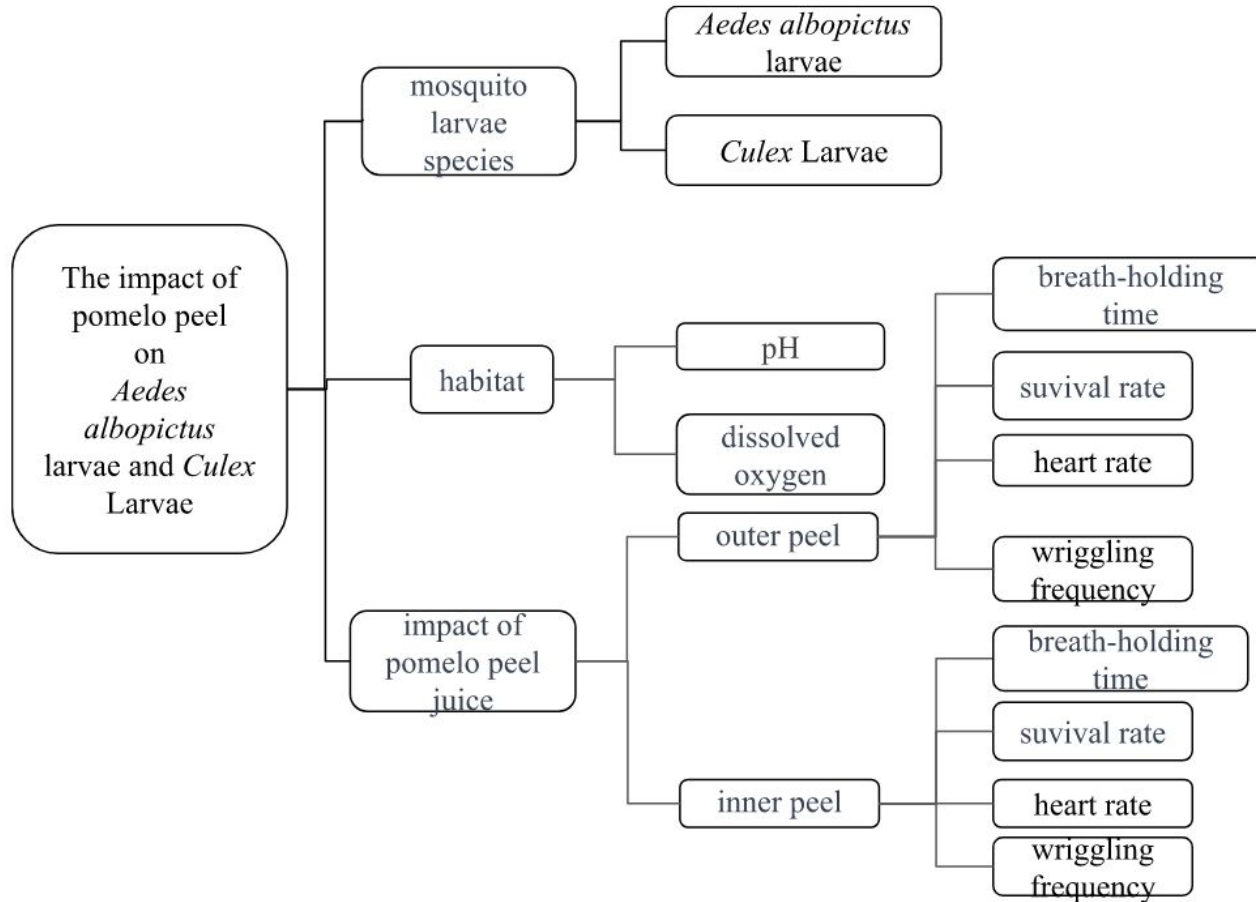 The impact of
pomelo peel
on
Aedes
albopictus
larvae and Culex
Larvae
mosquito
larvae
species
Aedes albopictus
larvae
Culex Larvae
habitat
pH
dissolved
oxygen
impact of
pomelo peel
juice
outer peel
breath-holding
time
suvival rate
heart rate
wriggling
frequency
inner peel
breath-holding
time
suvival rate
heart rate
wriggling
frequency